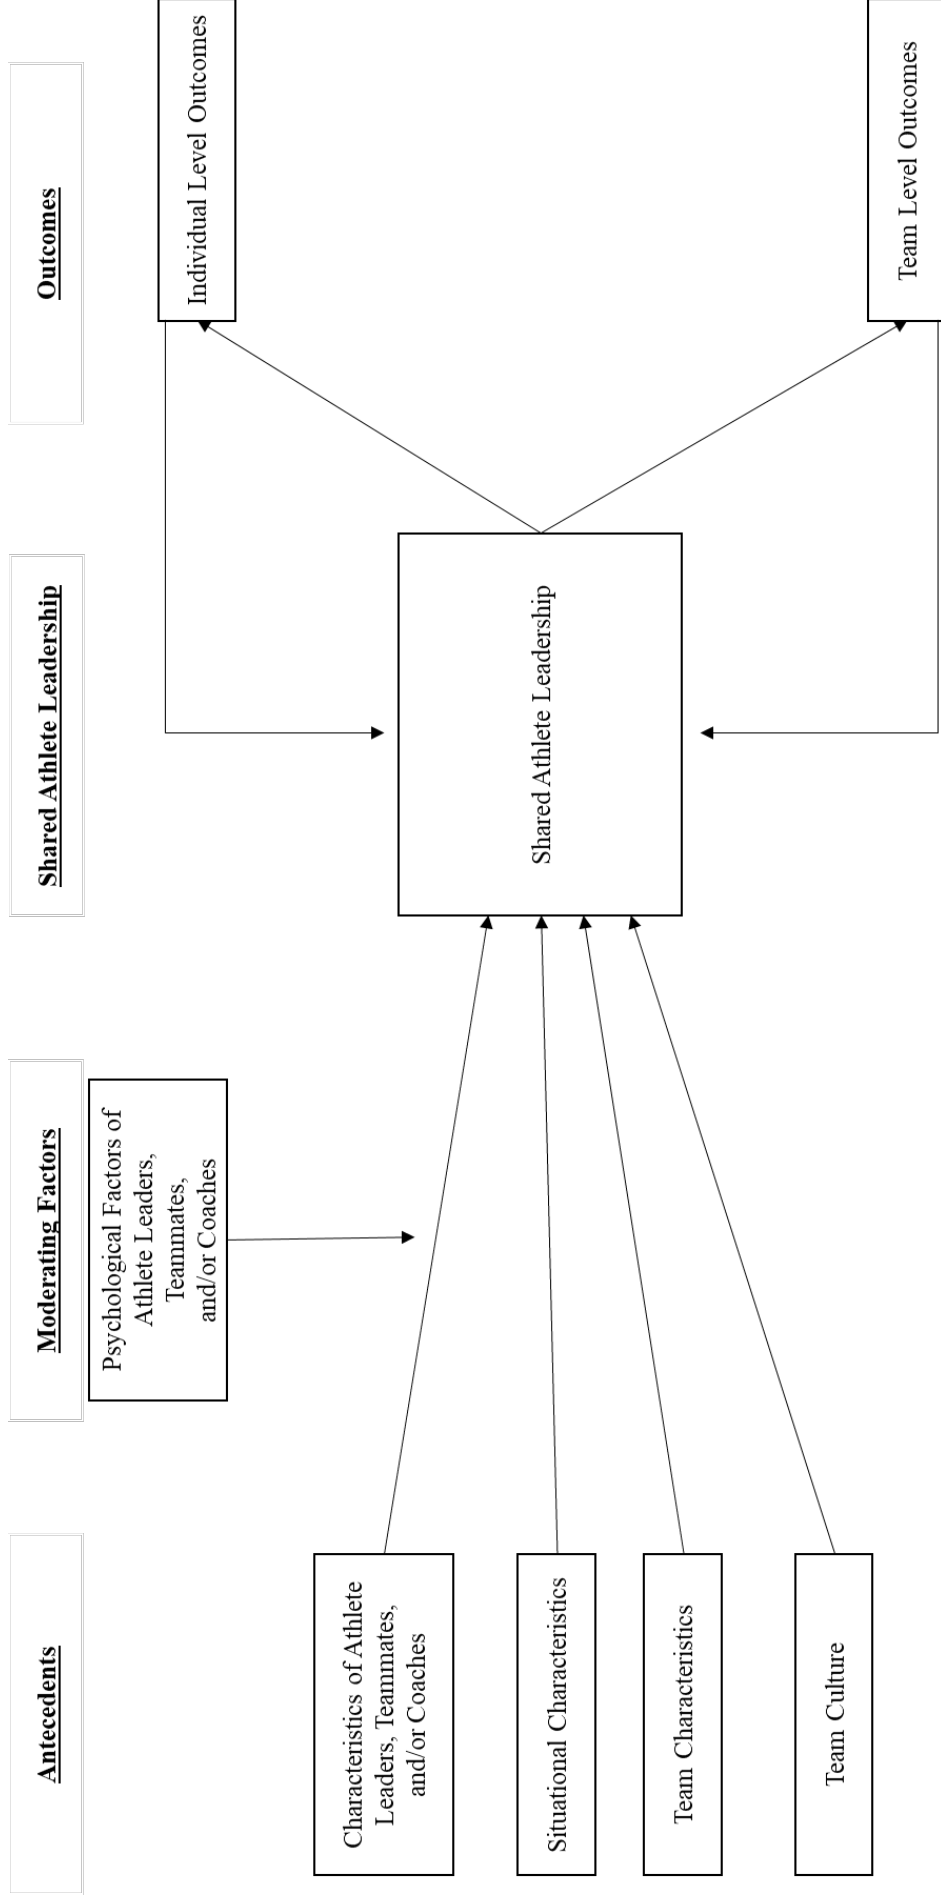 Antecedents
Moderating Factors
Shared Athlete Leadership
Outcomes
Psychological Factors of
Athlete Leaders,
Teammates,
and/or Coaches
Individual Level Outcomes
Characteristics of Athlete
Leaders, Teammates,
and/or Coaches
Situational Characteristics
Shared Athlete Leadership
Team Characteristics
Team Culture
Team Level Outcomes